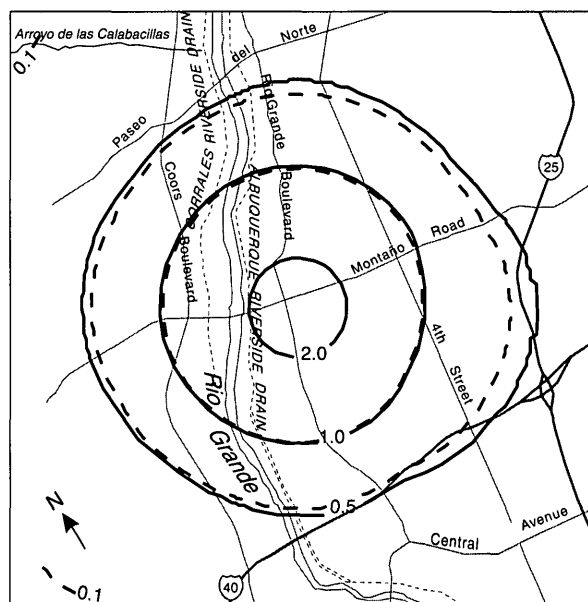 Arroyo de las Calabacillas
0.1
Paseo del Norte
CORRALES RIVERSIDE DRAIN
Rio Grande Boulevard
25
Coors Boulevard
ALBUQUERQUE RIVERSIDE DRAIN
Montaño Road
4th Street
2.0
Rio Grande
1.0
0.5
N
Central Avenue
0.1
40